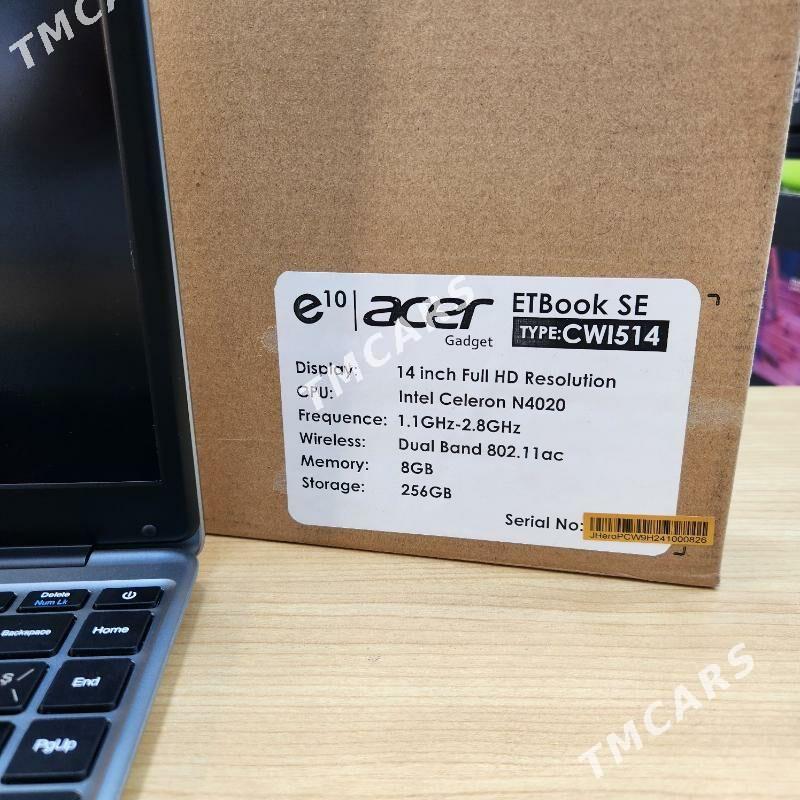 TMCARS
e10 | acer
Gadget
ETBook SE
TYPE:CWI514
Display: 14 inch Full HD Resolution
CPU: Intel Celeron N4020
Frequence: 1.1GHz-2.8GHz
Wireless: Dual Band 802.11ac
Memory: 8GB
Storage: 256GB
Serial No:
JHeroPCW9H241000826
TMCARS
Delete
Num Lk
Backspace
Home
$
\
End
PgUp
TMCARS